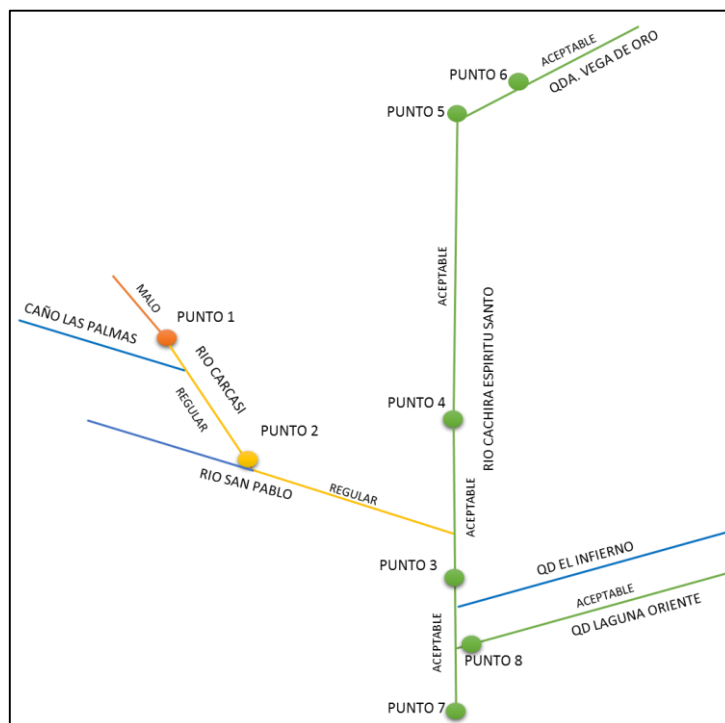 ACEPTABLE
PUNTO 6
QDA. VEGA DE ORO
PUNTO 5
ACEPTABLE
RIO CACHIRA ESPIRITU SANTO
MALO
PUNTO 1
CAÑO LAS PALMAS
RIO CARCASI
REGULAR
PUNTO 4
PUNTO 2
RIO SAN PABLO
REGULAR
ACEPTABLE
PUNTO 3
QD EL INFIERNO
ACEPTABLE
QD LAGUNA ORIENTE
ACEPTABLE
PUNTO 8
PUNTO 7